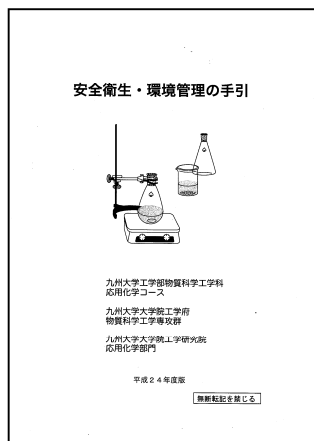 安全衛生・環境管理の手引
九州大学工学部物質科学工学科
応用化学コース
九州大学大学院工学府
物質科学工学専攻群
九州大学大学院工学研究院
応用化学部門
平成24年度版
無断転記を禁じる